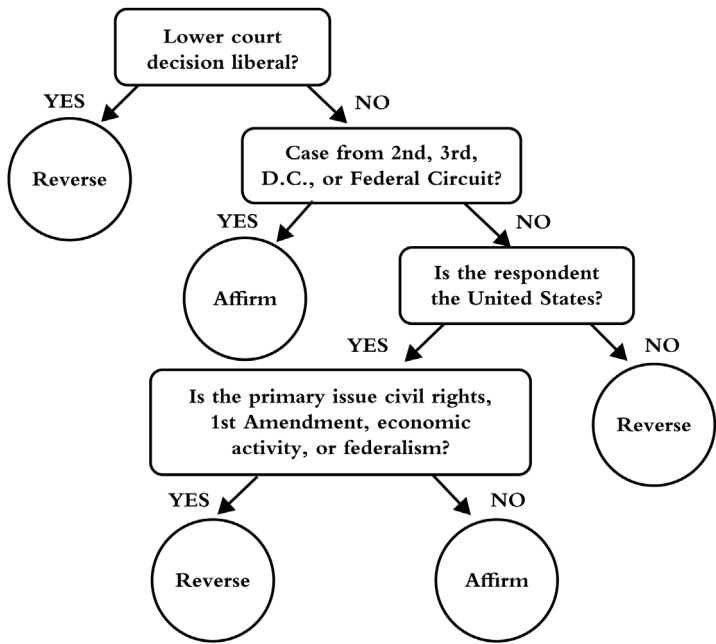 Lower court
decision liberal?
YES
NO
Reverse
Case from 2nd, 3rd,
D.C., or Federal Circuit?
YES
NO
Affirm
Is the respondent
the United States?
YES
NO
Is the primary issue civil rights,
1st Amendment, economic
activity, or federalism?
Reverse
YES
NO
Reverse
Affirm